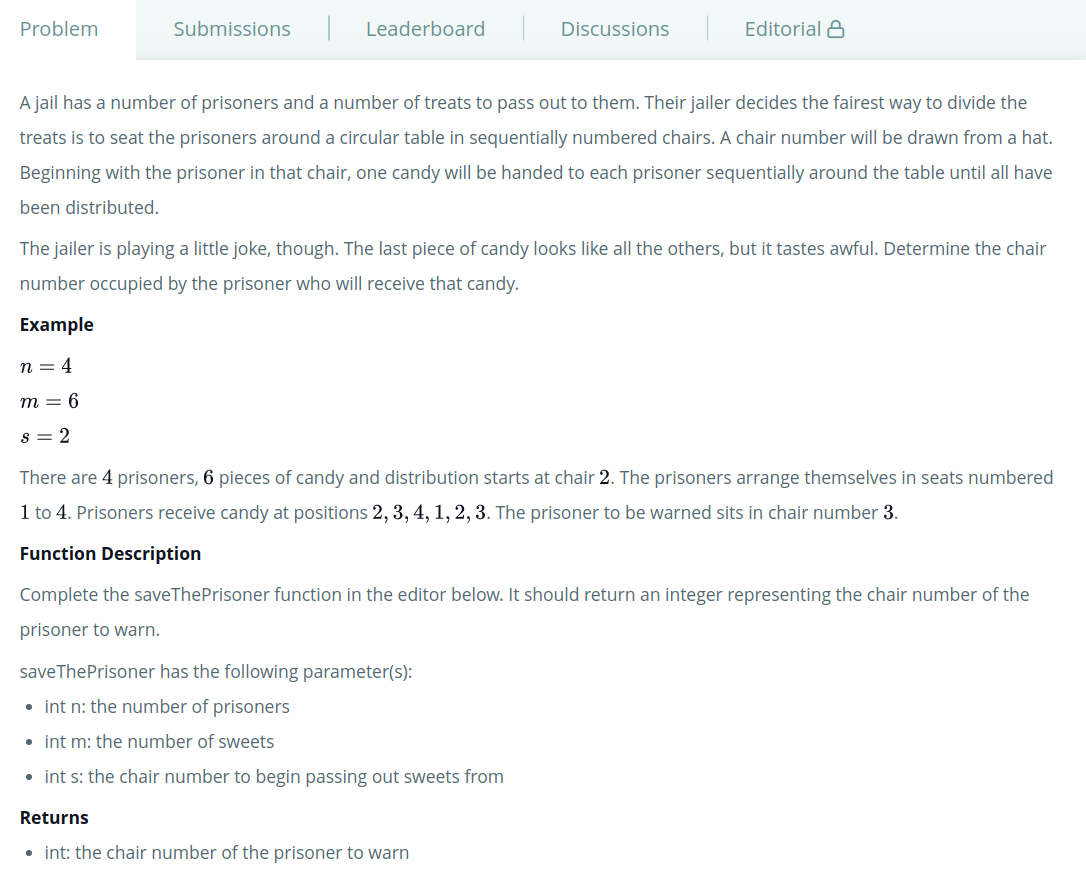 Problem
Submissions
Leaderboard
Discussions
Editorial
A jail has a number of prisoners and a number of treats to pass out to them. Their jailer decides the fairest way to divide the
treats is to seat the prisoners around a circular table in sequentially numbered chairs. A chair number will be drawn from a hat.
Beginning with the prisoner in that chair, one candy will be handed to each prisoner sequentially around the table until all have
been distributed.
The jailer is playing a little joke, though. The last piece of candy looks like all the others, but it tastes awful. Determine the chair
number occupied by the prisoner who will receive that candy.
Example
n = 4
m = 6
s = 2
There are 4 prisoners, 6 pieces of candy and distribution starts at chair 2. The prisoners arrange themselves in seats numbered
1 to 4. Prisoners receive candy at positions 2, 3, 4, 1, 2, 3. The prisoner to be warned sits in chair number 3.
Function Description
Complete the saveThePrisoner function in the editor below. It should return an integer representing the chair number of the
prisoner to warn.
saveThePrisoner has the following parameter(s):
• int n: the number of prisoners
• int m: the number of sweets
• int s: the chair number to begin passing out sweets from
Returns
• int: the chair number of the prisoner to warn